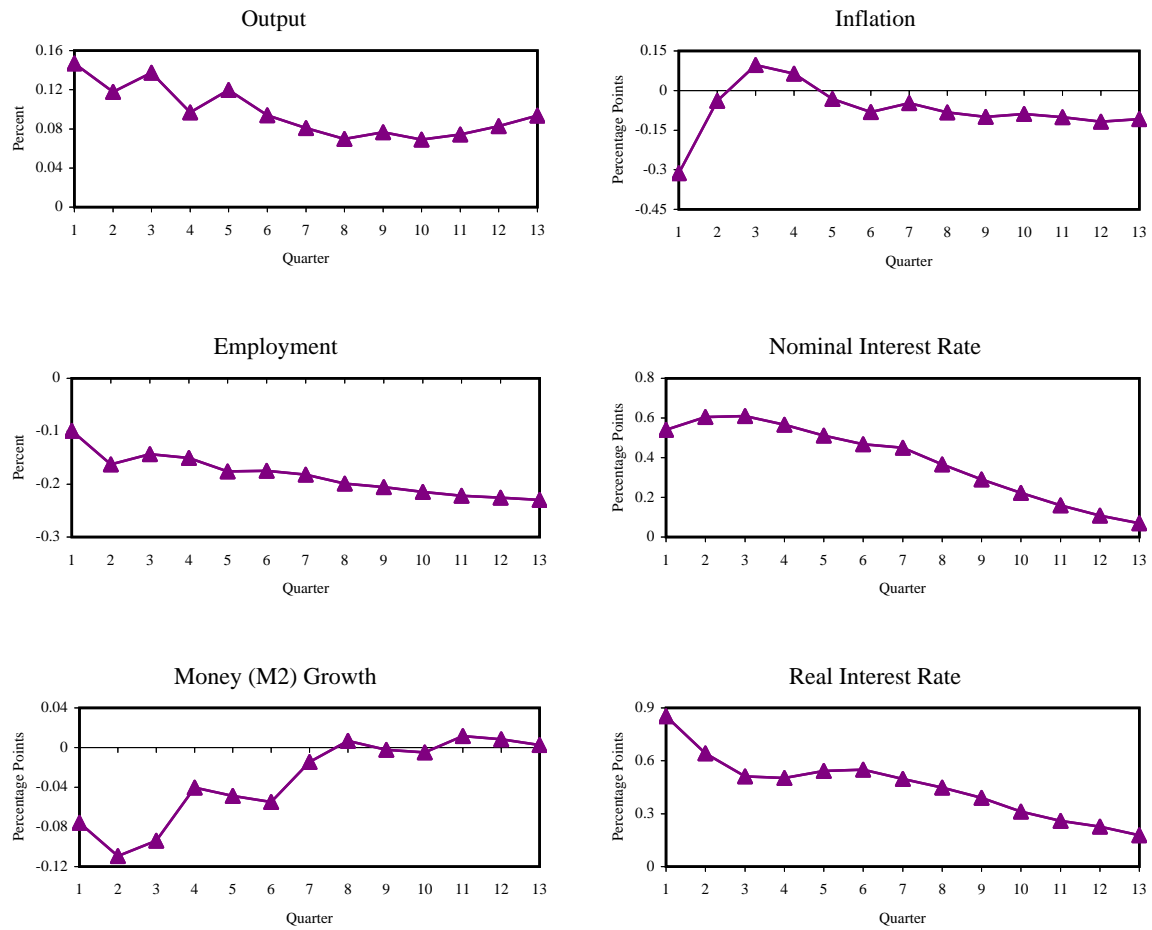 Output
Percent
0.16
0.12
0.08
0.04
0
1 2 3 4 5 6 7 8 9 10 11 12 13
Quarter
Inflation
Percentage Points
0.15
0
-0.15
-0.3
-0.45
1 2 3 4 5 6 7 8 9 10 11 12 13
Quarter
Employment
Percent
0
-0.1
-0.2
-0.3
1 2 3 4 5 6 7 8 9 10 11 12 13
Quarter
Nominal Interest Rate
Percentage Points
0.8
0.6
0.4
0.2
0
1 2 3 4 5 6 7 8 9 10 11 12 13
Quarter
Money (M2) Growth
Percentage Points
0.04
0
-0.04
-0.08
-0.12
1 2 3 4 5 6 7 8 9 10 11 12 13
Quarter
Real Interest Rate
Percentage Points
0.9
0.6
0.3
0
1 2 3 4 5 6 7 8 9 10 11 12 13
Quarter